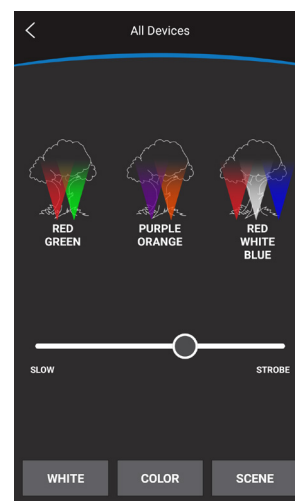 All Devices
RED
GREEN
PURPLE
ORANGE
RED
WHITE
BLUE
SLOW
STROBE
WHITE
COLOR
SCENE